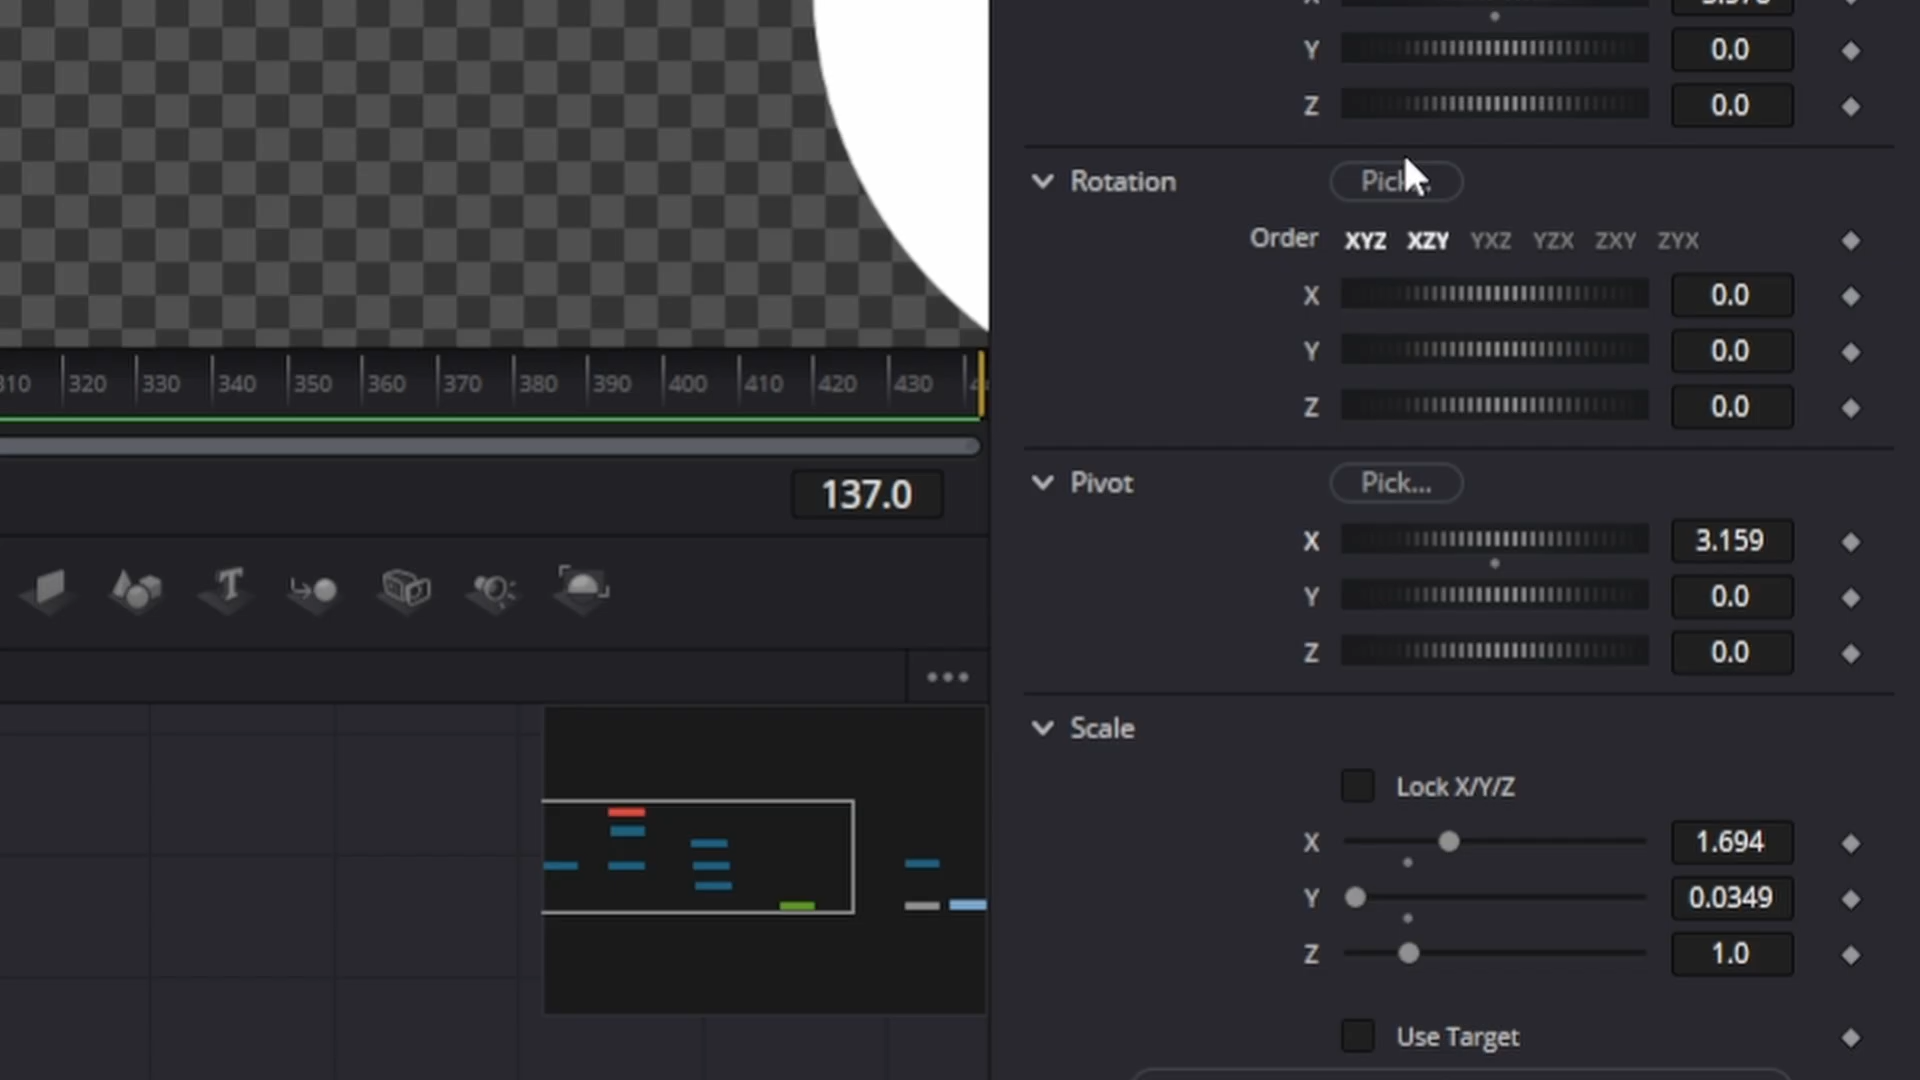 Y 0.0
Z 0.0
Rotation
Order XYZ XZY YXZ YZX ZXY ZYX
X 0.0
Y 0.0
Z 0.0
320 330 340 350 360 370 380 390 400 410 420 430
137.0
Pivot Pick...
X 3.159
Y 0.0
Z 0.0
Scale
Lock X/Y/Z
X 1.694
Y 0.0349
Z 1.0
Use Target